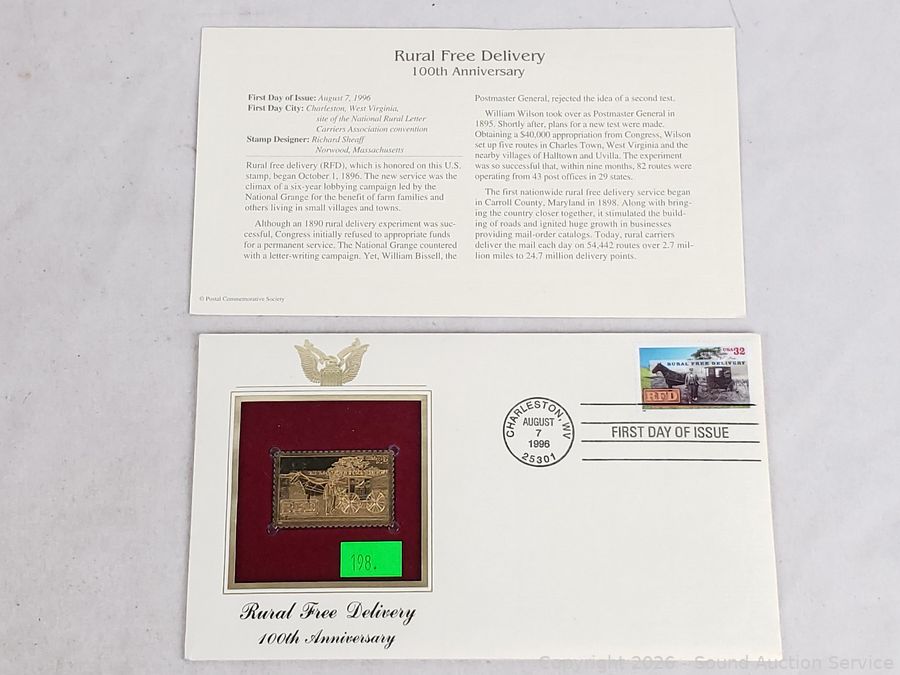 Rural Free Delivery
100th Anniversary
First Day of Issue: August 7, 1996
First Day City: Charleston, West Virginia,
site of the National Rural Letter
Carriers Association convention
Stamp Designer: Richard Sheaff
Norwood, Massachusetts
Rural free delivery (RFD), which is honored on this U.S.
stamp, began October 1, 1896. The new service was the
climax of a six-year lobbying campaign led by the
National Grange for the benefit of farm families and
others living in small villages and towns.
Although an 1890 rural delivery experiment was suc-
cessful, Congress initially refused to appropriate funds
for a permanent service. The National Grange countered
with a letter-writing campaign. Yet, William Bissell, the
Postmaster General, rejected the idea of a second test.
William Wilson took over as Postmaster General in
1895. Shortly after, plans for a new test were made.
Obtaining a $40,000 appropriation from Congress, Wilson
set up five routes in Charles Town, West Virginia and the
nearby villages of Halltown and Uvilla. The experiment
was so successful that, within nine months, 82 routes were
operating from 43 post offices in 29 states.
The first nationwide rural free delivery service began
in Carroll County, Maryland in 1898. Along with bring-
ing the country closer together, it stimulated the build-
ing of roads and ignited huge growth in businesses
providing mail-order catalogs. Today, rural carriers
deliver the mail each day on 54,442 routes over 2.7 mil-
lion miles to 24.7 million delivery points.
© Postal Commemorative Society
USA 32
RURAL FREE DELIVERY
RFD
CHARLESTON, WV
AUGUST
7
1996
25301
FIRST DAY OF ISSUE
RFD
198.
Rural Free Delivery
100th Anniversary
Copyright 2026 - Sound Auction Service